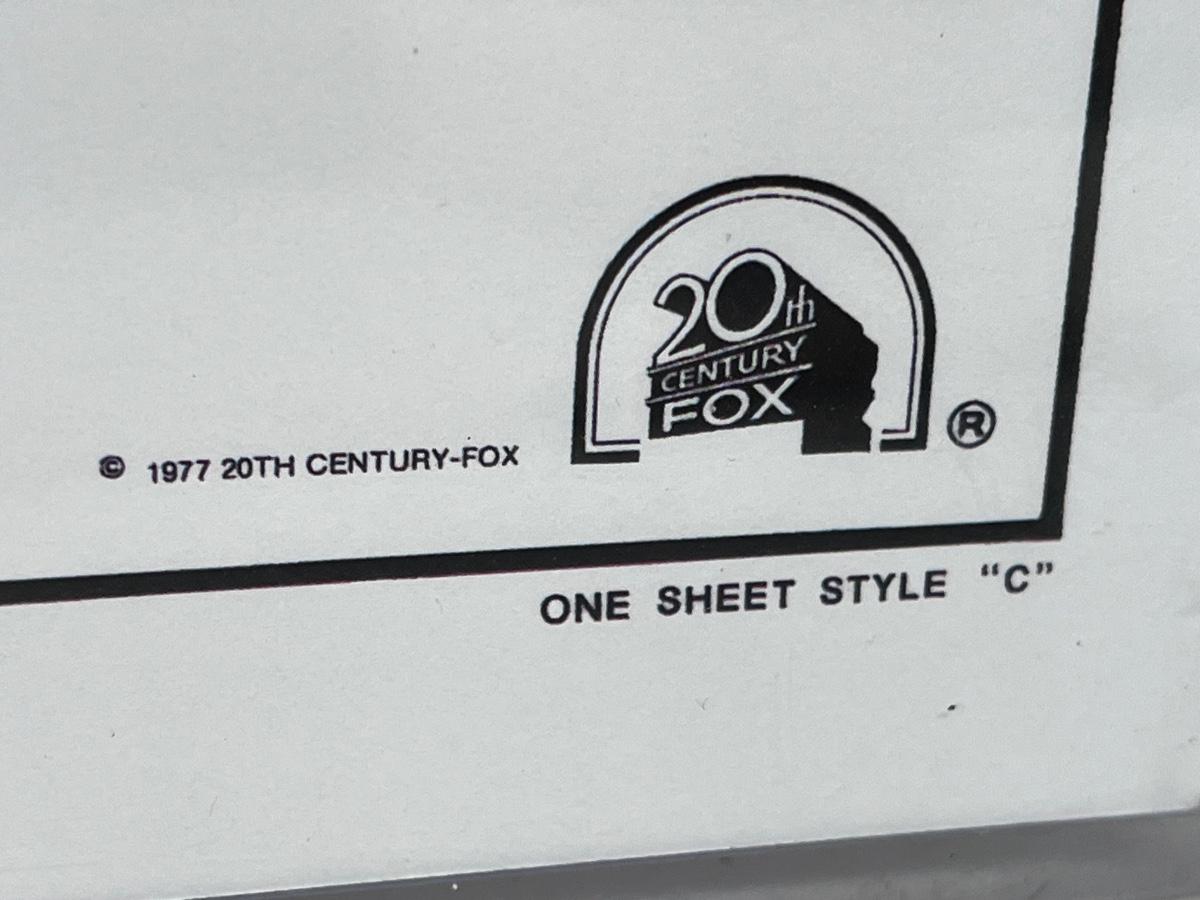 20th
CENTURY
FOX
®
© 1977 20TH CENTURY-FOX
ONE SHEET STYLE “C”